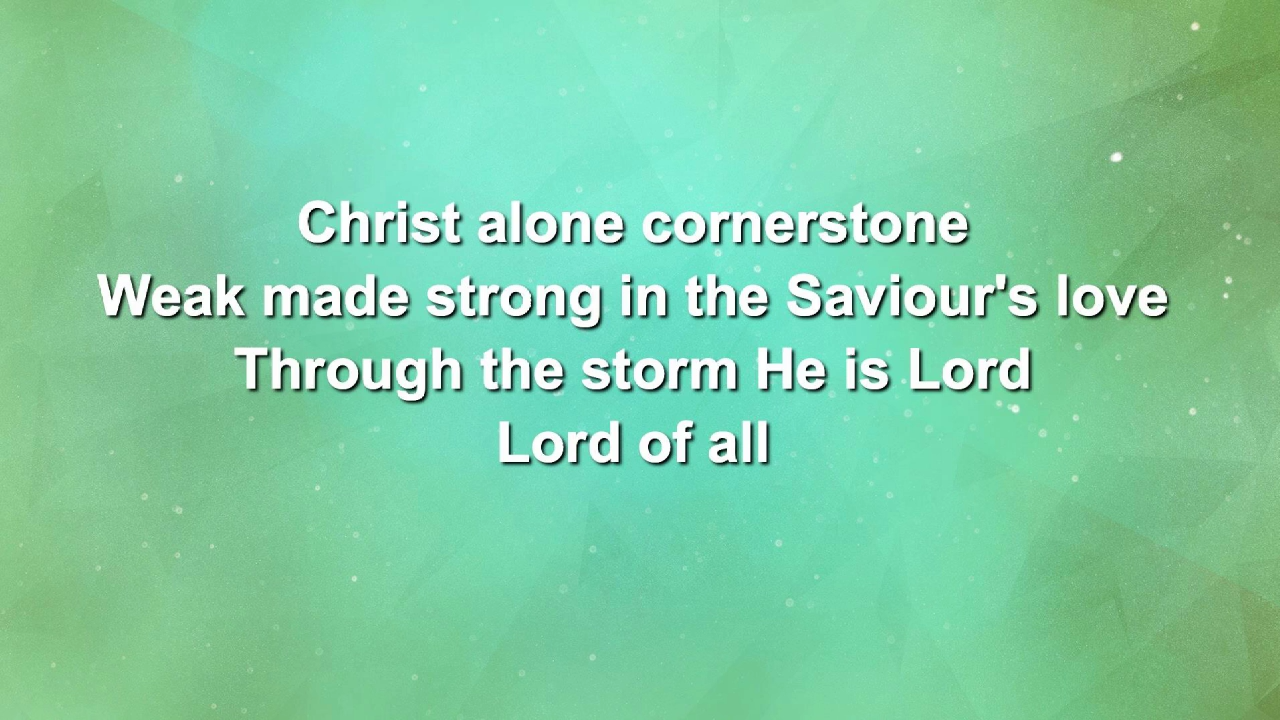 Christ alone cornerstone
Weak made strong in the Saviour's love
Through the storm He is Lord
Lord of all